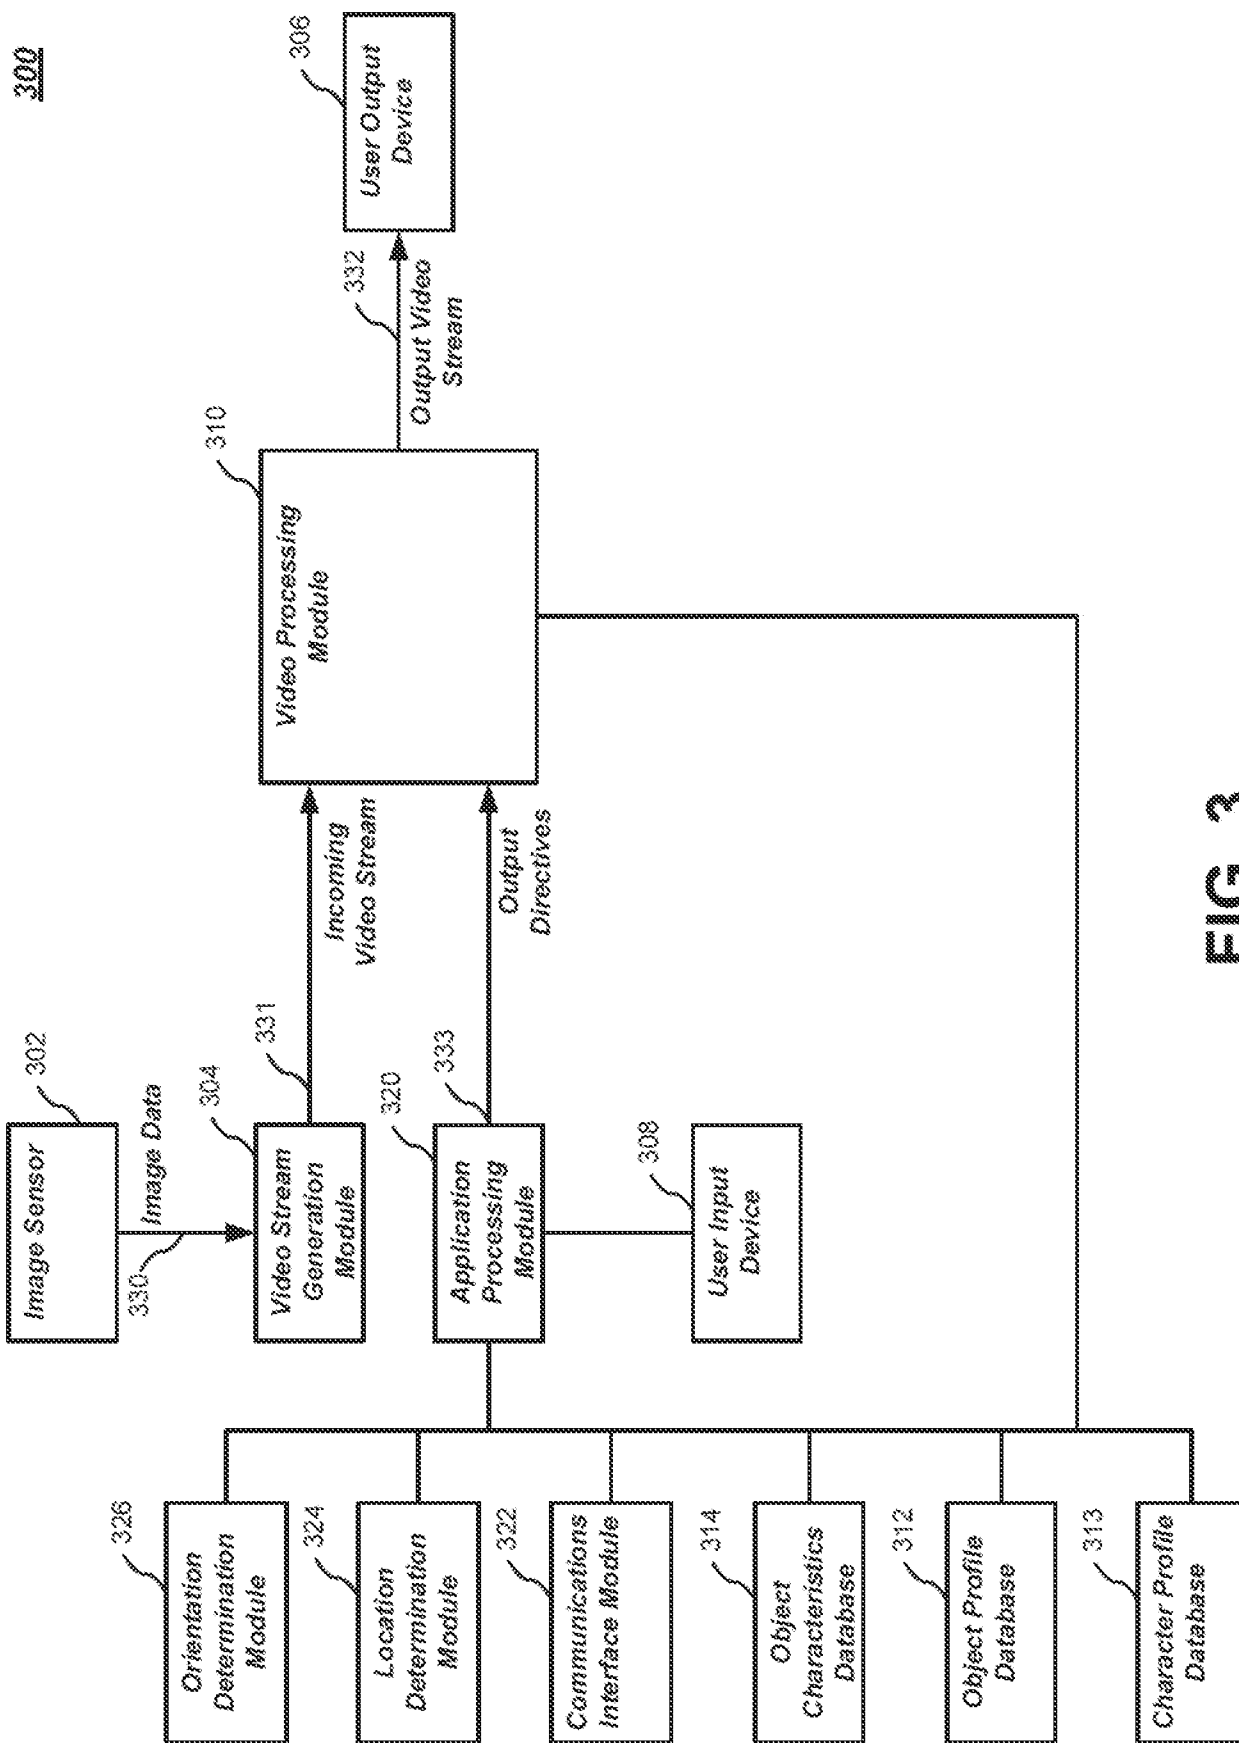 300
Image Sensor
302
Image Data
330
Video Stream
Generation
Module
304
331
Incoming
Video Stream
Video Processing
Module
310
332
Output Video
Stream
User Output
Device
306
Application
Processing
Module
320
333
Output
Directives
User Input
Device
308
Orientation
Determination
Module
326
Location
Determination
Module
324
Communications
Interface Module
322
Object
Characteristics
Database
314
Object Profile
Database
312
Character Profile
Database
313
FIG. 3